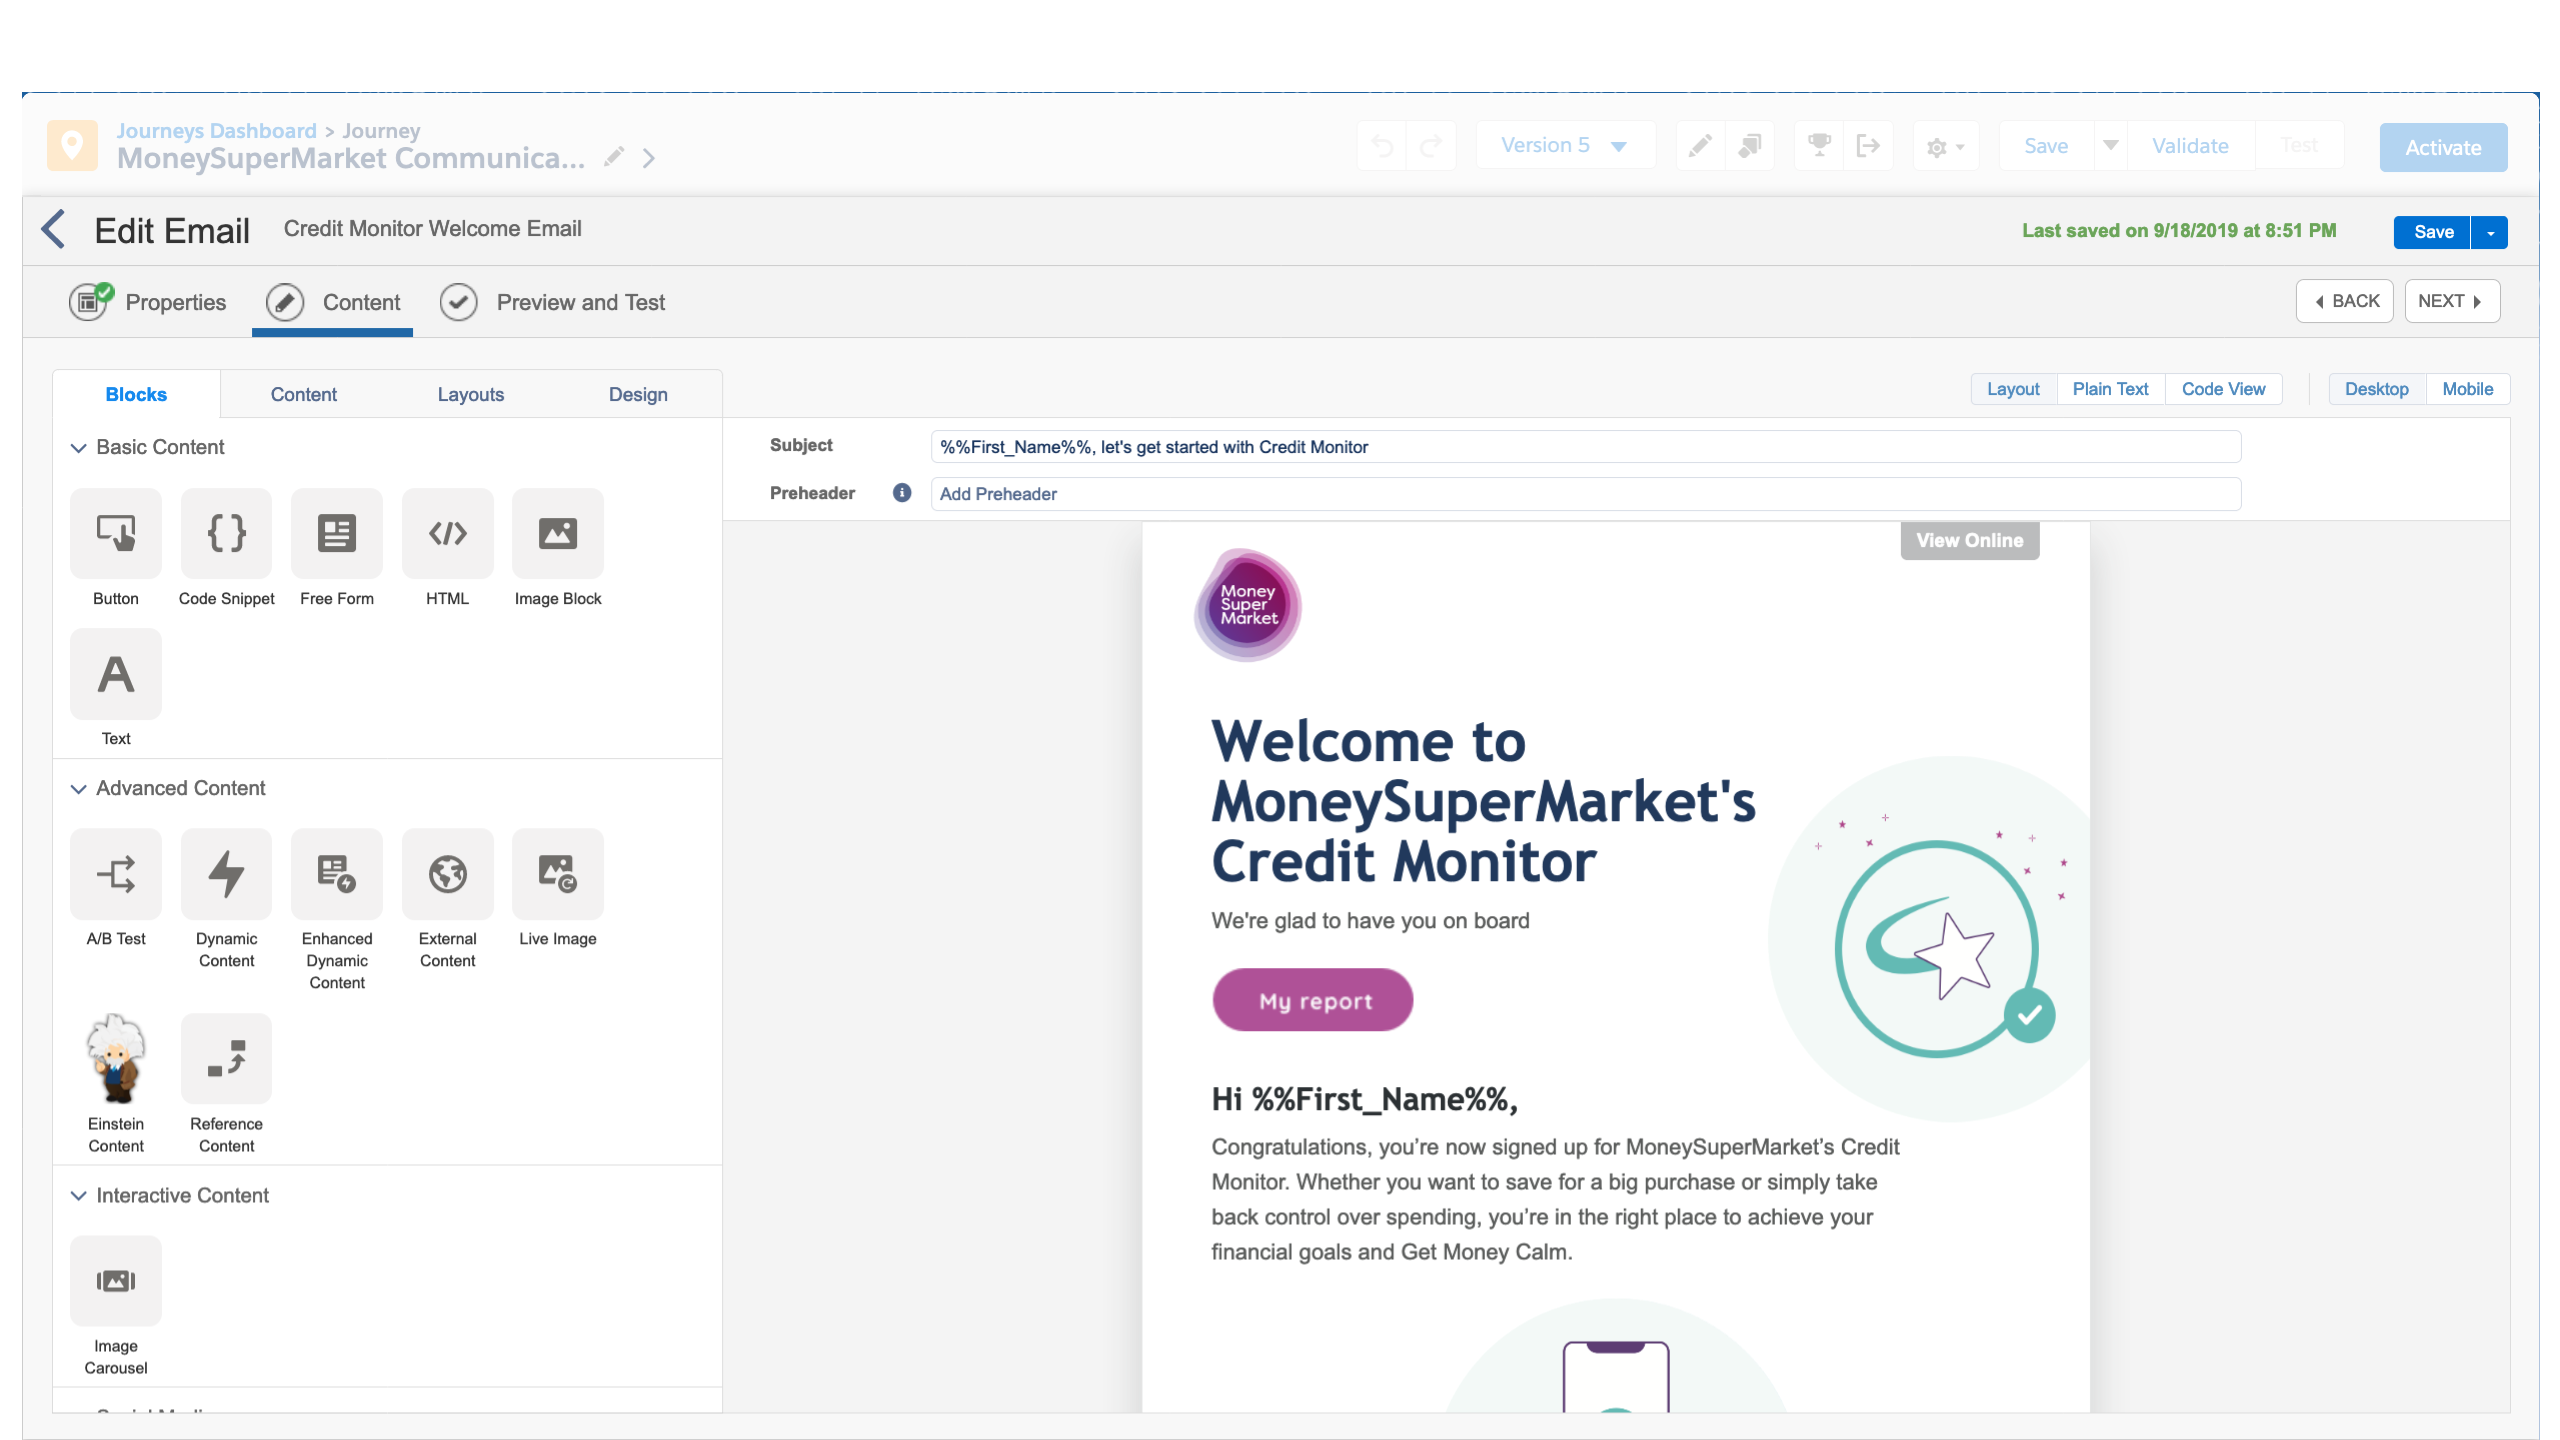 Journeys Dashboard > Journey
MoneySuperMarket Communica...
Version 5
Save
Validate
Test
Activate
Edit Email
Credit Monitor Welcome Email
Last saved on 9/18/2019 at 8:51 PM
Save
Properties
Content
Preview and Test
BACK
NEXT
Blocks
Content
Layouts
Design
Layout
Plain Text
Code View
Desktop
Mobile
Basic Content
Button
Code Snippet
Free Form
HTML
Image Block
A
Text
Advanced Content
A/B Test
Dynamic
Content
Enhanced
Dynamic
Content
External
Content
Live Image
Einstein
Content
Reference
Content
Interactive Content
Image
Carousel
Subject
%%First_Name%%, let's get started with Credit Monitor
Preheader
Add Preheader
View Online
Money
Super
Market
Welcome to
MoneySuperMarket's
Credit Monitor
We're glad to have you on board
My report
Hi %%First_Name%%,
Congratulations, you’re now signed up for MoneySuperMarket’s Credit
Monitor. Whether you want to save for a big purchase or simply take
back control over spending, you’re in the right place to achieve your
financial goals and Get Money Calm.